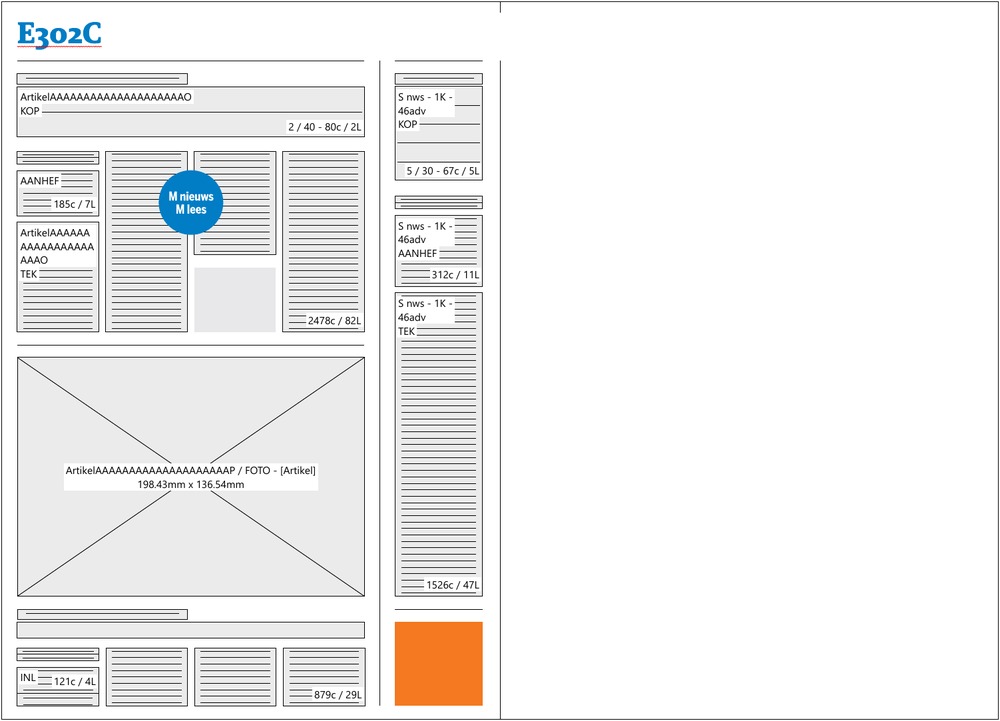 E302C
ArtikelAAAAAAAAAAAAAAAAAAAAO
KOP
2 / 40 - 80c / 2L
AANHEF
185c / 7L
ArtikelAAAAAA
AAAAAAAAAAA
AAAO
TEK
M nieuws
M lees
2478c / 82L
ArtikelAAAAAAAAAAAAAAAAAAAAP / FOTO - [Artikel]
198.43mm x 136.54mm
INL
121c / 4L
879c / 29L
S nws - 1K -
46adv
KOP
5 / 30 - 67c / 5L
S nws - 1K -
46adv
AANHEF
312c / 11L
S nws - 1K -
46adv
TEK
1526c / 47L